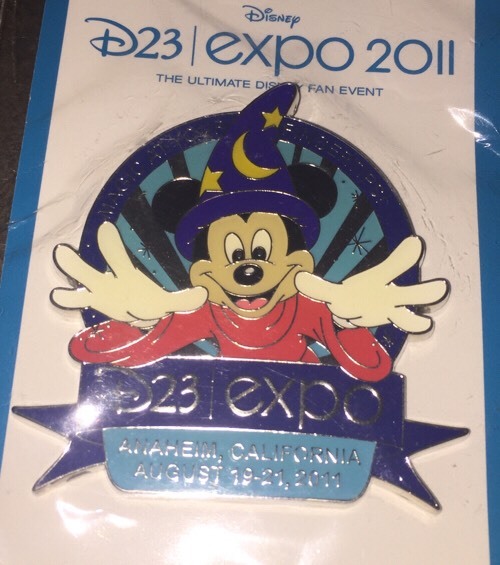 Disney
D23 | expo 2011
THE ULTIMATE DISNEY FAN EVENT
D23 | expo
ANAHEIM, CALIFORNIA
AUGUST 19-21, 2011